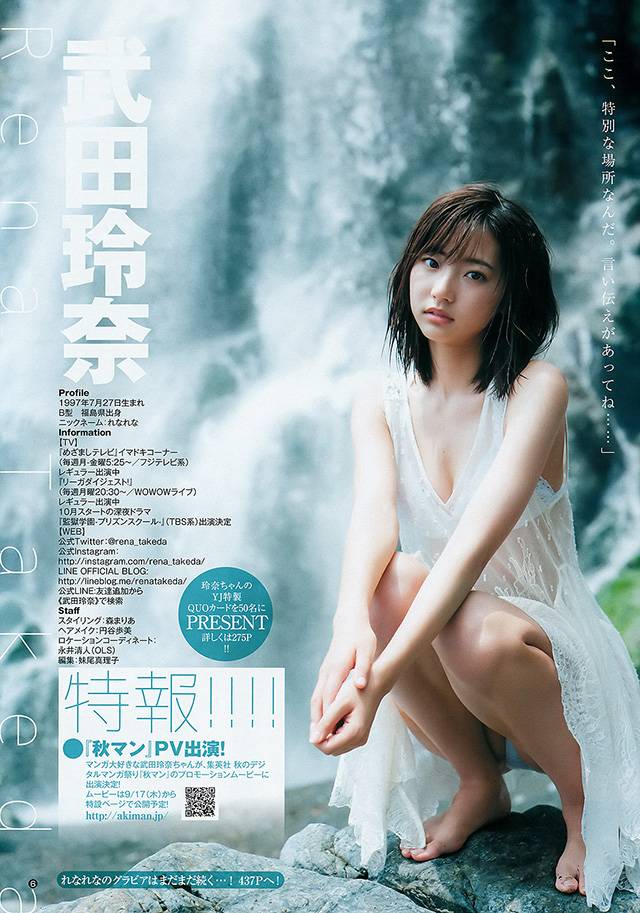 「ここ、特別な場所なんだ。言い伝えがあってね……」
Rena Takeda
武田玲奈
Profile
1997年7月27日生まれ
B型　福島県出身
ニックネーム：れなれな
Information
【TV】
『めざましテレビ』イマドキコーナー
（毎週月-金曜5:25～／フジテレビ系）
レギュラー出演中
『リーガダイジェスト!』
（毎週月曜20:30～／WOWOWライブ）
レギュラー出演中
10月スタートの深夜ドラマ
『監獄学園-プリズンスクール-』（TBS系）出演決定
【WEB】
公式Twitter：@rena_takeda
公式Instagram：
http://instagram.com/rena_takeda/
LINE OFFICIAL BLOG:
http://lineblog.me/renatakeda/
公式LINE:友達追加から
《武田玲奈》で検索
Staff
スタイリング：森まりあ
ヘアメイク：円谷歩美
ロケーションコーディネート：
永井清人（OLS）
編集：妹尾真理子
玲奈ちゃんの
YJ特製
QUOカードを50名に
PRESENT
詳しくは275P
!!
特報!!!!
●『秋マン』PV出演!
マンガ大好きな武田玲奈ちゃんが、集英社 秋のデジ
タルマンガ祭り『秋マン』のプロモーションムービーに
出演決定!
ムービーは9/17（木）から
特設ページで公開予定!
http://akiman.jp/
れなれなのグラビアはまだまだ続く…！ 437Pへ!
6